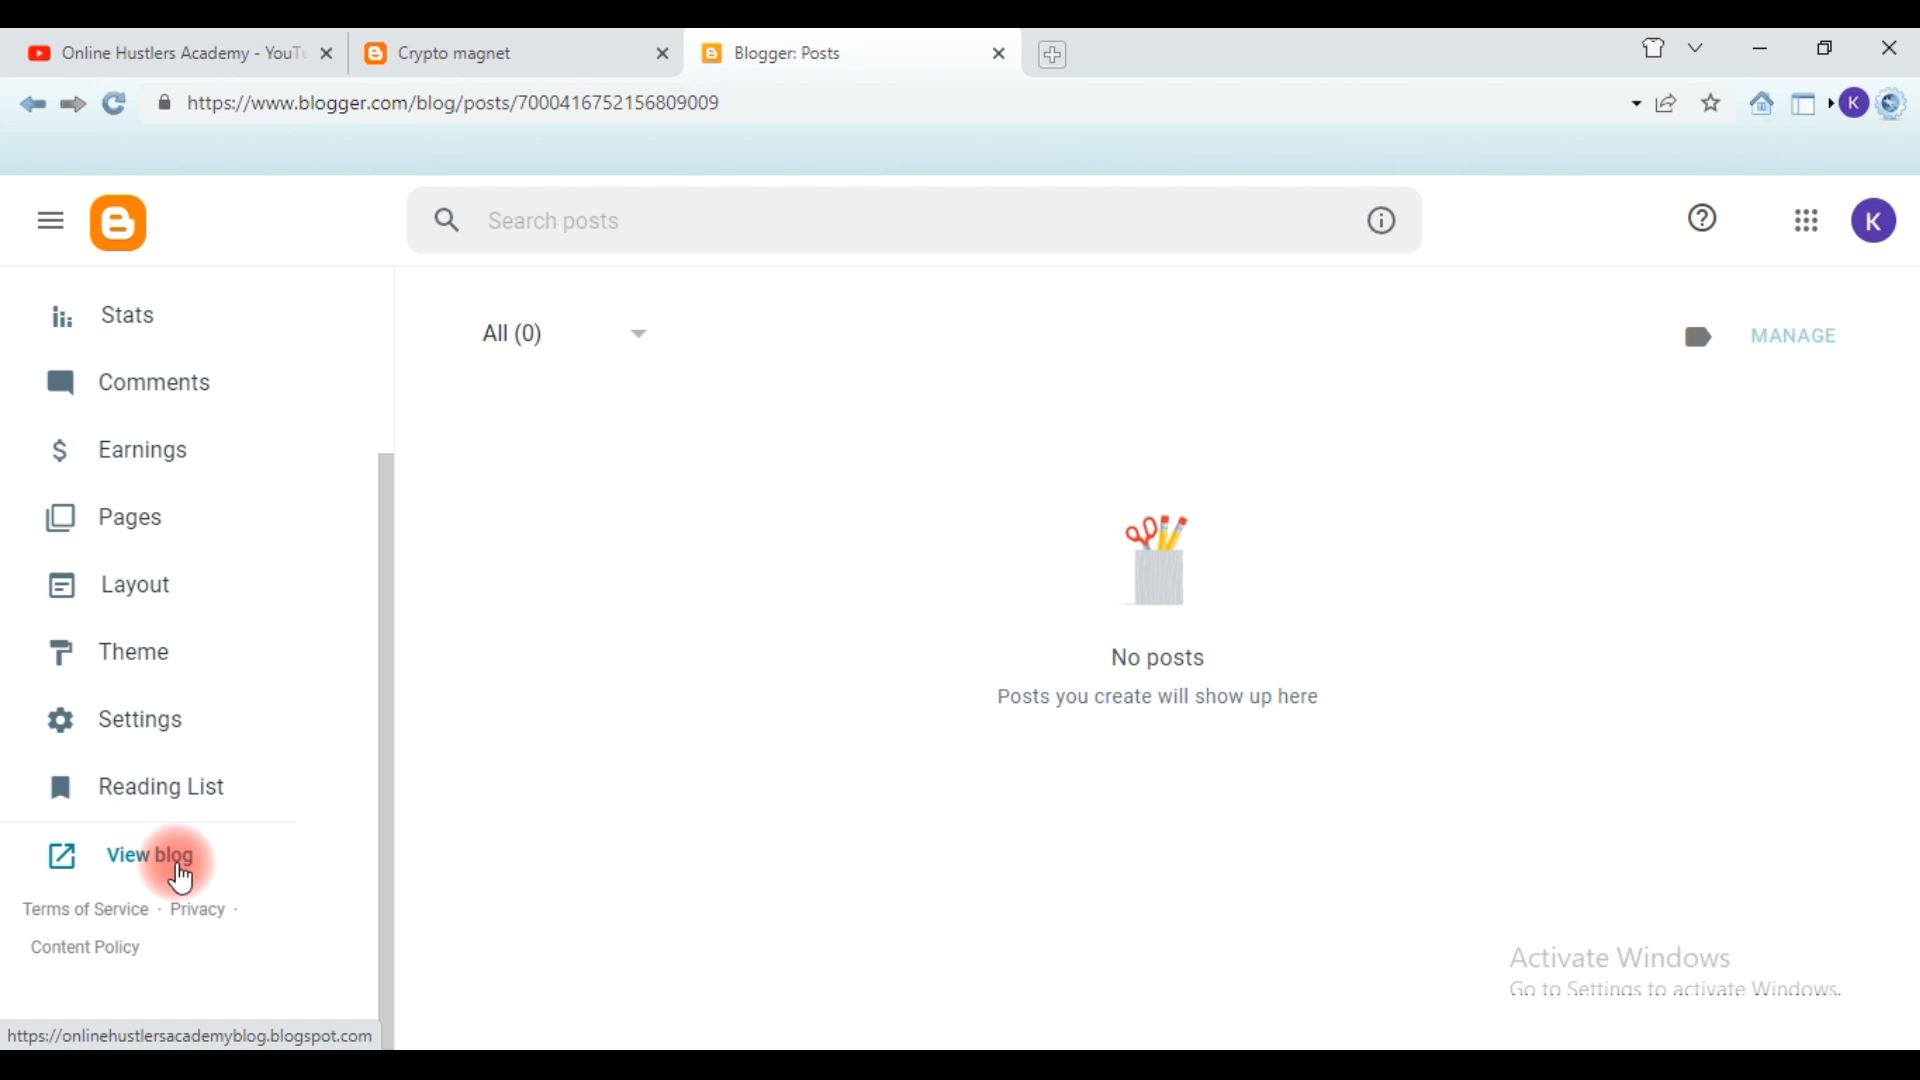 Online Hustlers Academy - YouTu
Crypto magnet
Blogger: Posts
https://www.blogger.com/blog/posts/7000416752156809009
K
Search posts
K
Stats
Comments
Earnings
Pages
Layout
Theme
Settings
Reading List
View blog
Terms of Service · Privacy ·
Content Policy
https://onlinehustlersacademyblog.blogspot.com
All (0)
MANAGE
No posts
Posts you create will show up here
Activate Windows
Go to Settings to activate Windows.